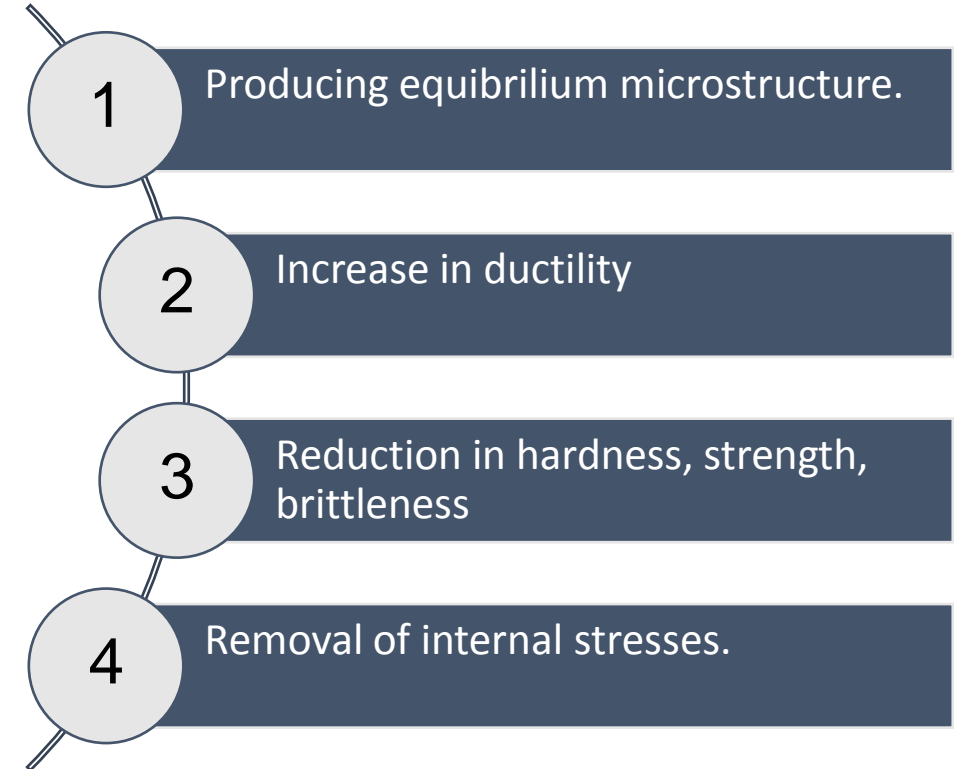 1
Producing equibrilium microstructure.
2
Increase in ductility
3
Reduction in hardness, strength,
brittleness
4
Removal of internal stresses.